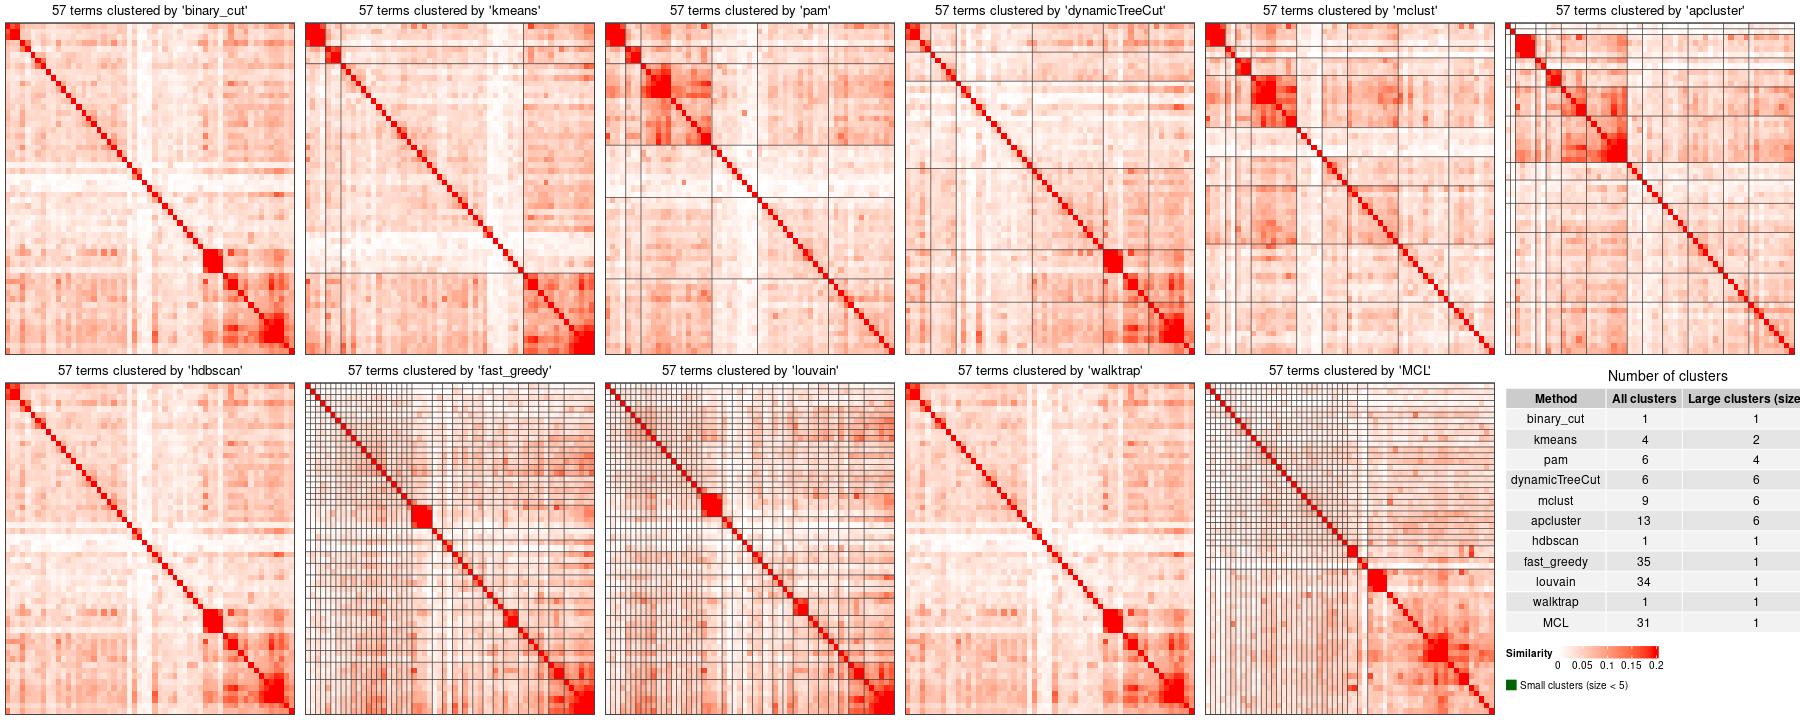 57 terms clustered by 'binary_cut'
57 terms clustered by 'kmeans'
57 terms clustered by 'pam'
57 terms clustered by 'dynamicTreeCut'
57 terms clustered by 'mclust'
57 terms clustered by 'apcluster'
57 terms clustered by 'hdbscan'
57 terms clustered by 'fast_greedy'
57 terms clustered by 'louvain'
57 terms clustered by 'walktrap'
57 terms clustered by 'MCL'
Number of clusters
Method All clusters Large clusters (size
binary_cut 1 1
kmeans 4 2
pam 6 4
dynamicTreeCut 6 6
mclust 9 6
apcluster 13 6
hdbscan 1 1
fast_greedy 35 1
louvain 34 1
walktrap 1 1
MCL 31 1
Similarity
0 0.05 0.1 0.15 0.2
Small clusters (size < 5)